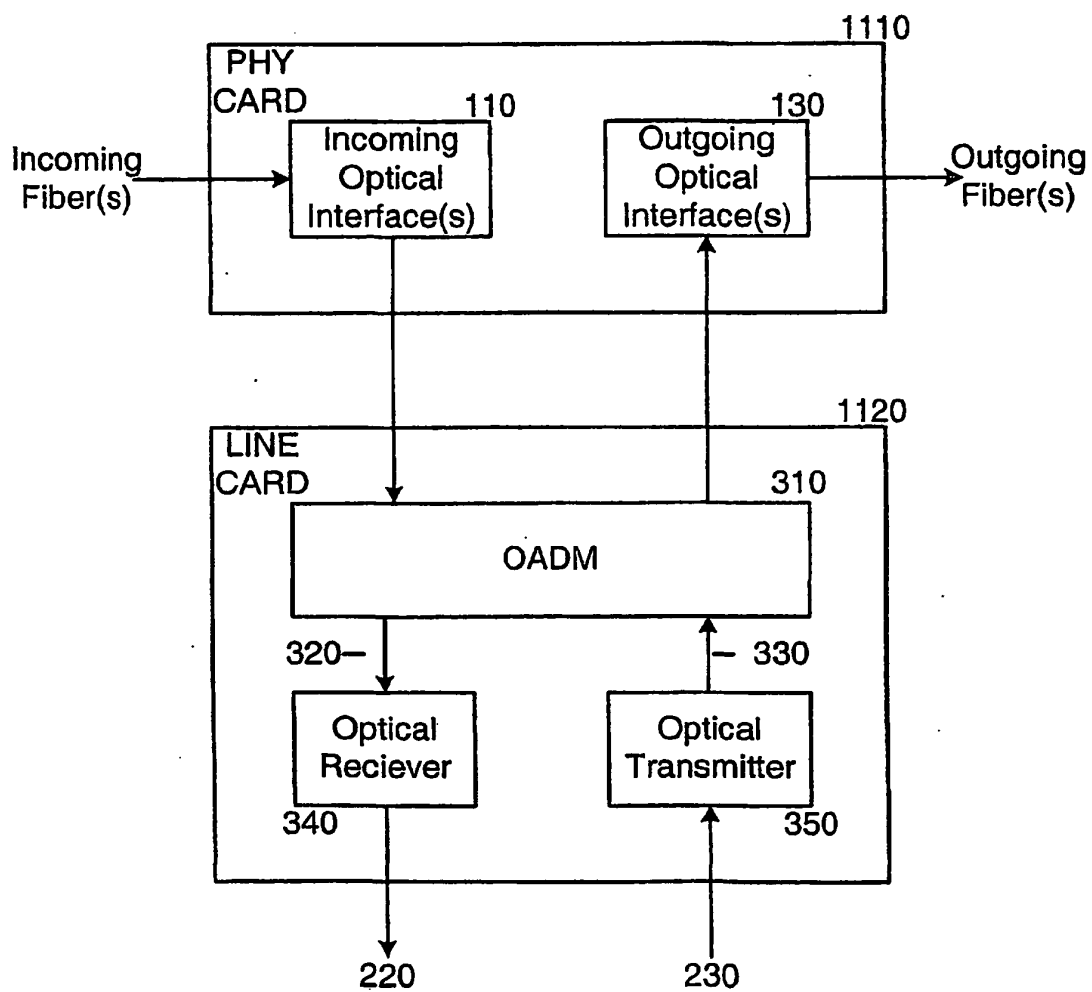 1110
PHY
CARD
110
130
Incoming
Optical
Interface(s)
Outgoing
Optical
Interface(s)
Incoming
Fiber(s)
Outgoing
Fiber(s)
1120
LINE
CARD
310
OADM
320
330
Optical
Reciever
Optical
Transmitter
340
350
220
230